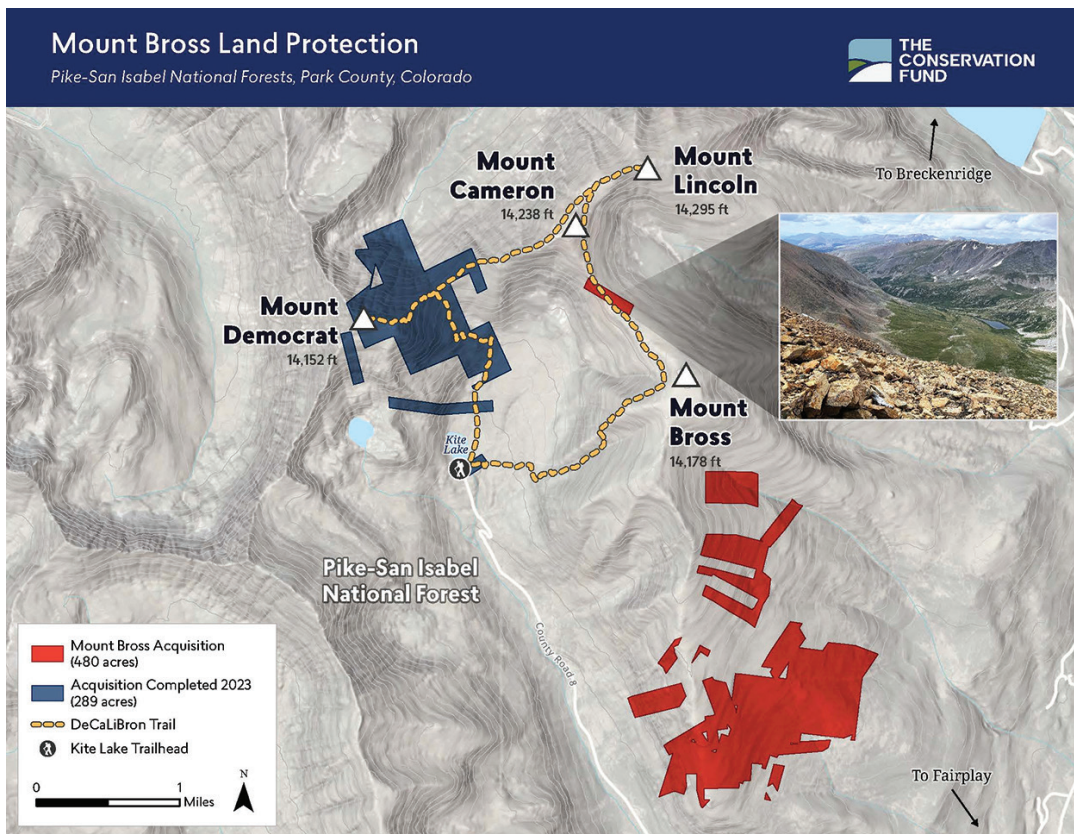 Mount Bross Land Protection
Pike-San Isabel National Forests, Park County, Colorado
THE
CONSERVATION
FUND
To Breckenridge
Mount
Cameron
14,238 ft
Mount
Lincoln
14,295 ft
Mount
Democrat
14,152 ft
Mount
Bross
14,178 ft
Kite
Lake
Pike-San Isabel
National Forest
County Road 8
Mount Bross Acquisition
(480 acres)
Acquisition Completed 2023
(289 acres)
DeCaLiBron Trail
Kite Lake Trailhead
0
1
Miles
N
To Fairplay